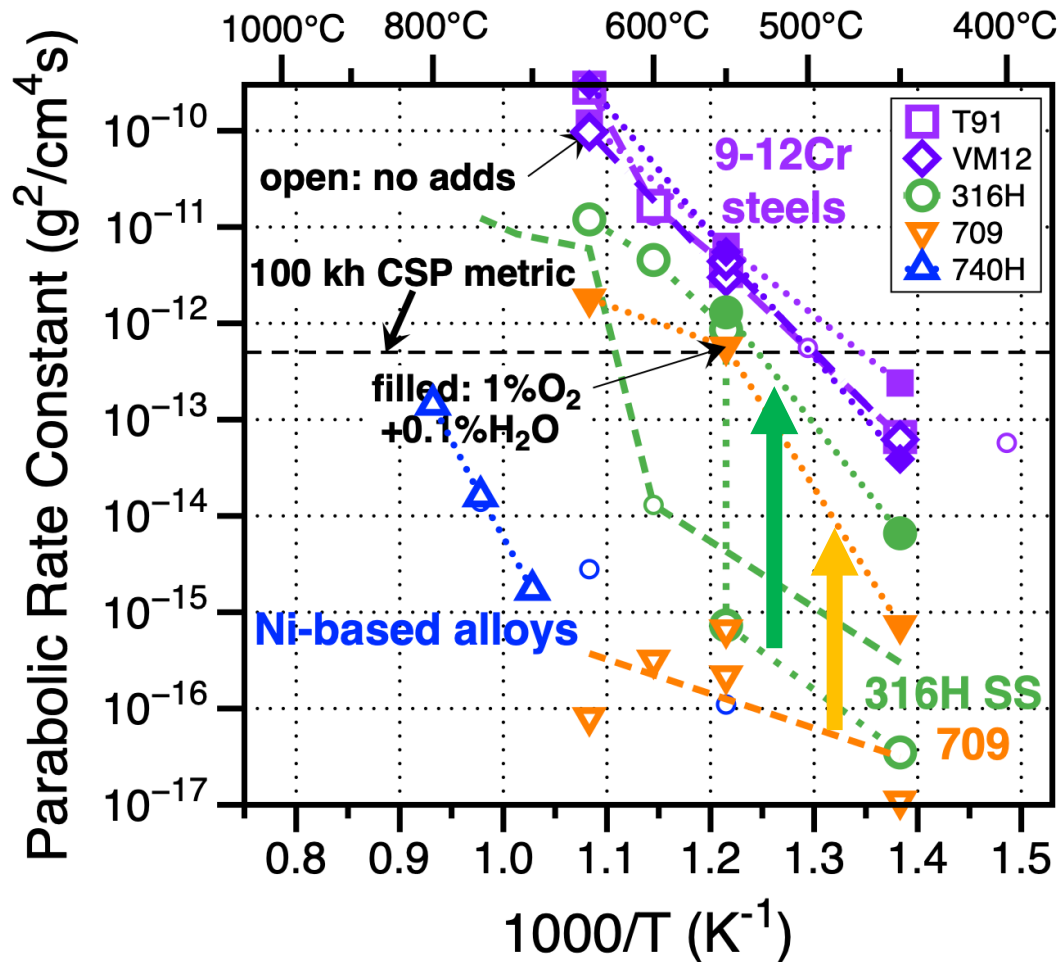 1000°C 800°C 600°C 500°C 400°C
Parabolic Rate Constant (g²/cm⁴s)
10⁻¹⁰
10⁻¹¹
10⁻¹²
10⁻¹³
10⁻¹⁴
10⁻¹⁵
10⁻¹⁶
10⁻¹⁷
T91
VM12
316H
709
740H
9-12Cr
steels
open: no adds
100 kh CSP metric
filled: 1%O₂
+0.1%H₂O
Ni-based alloys
316H SS
709
0.8 0.9 1.0 1.1 1.2 1.3 1.4 1.5
1000/T (K⁻¹)